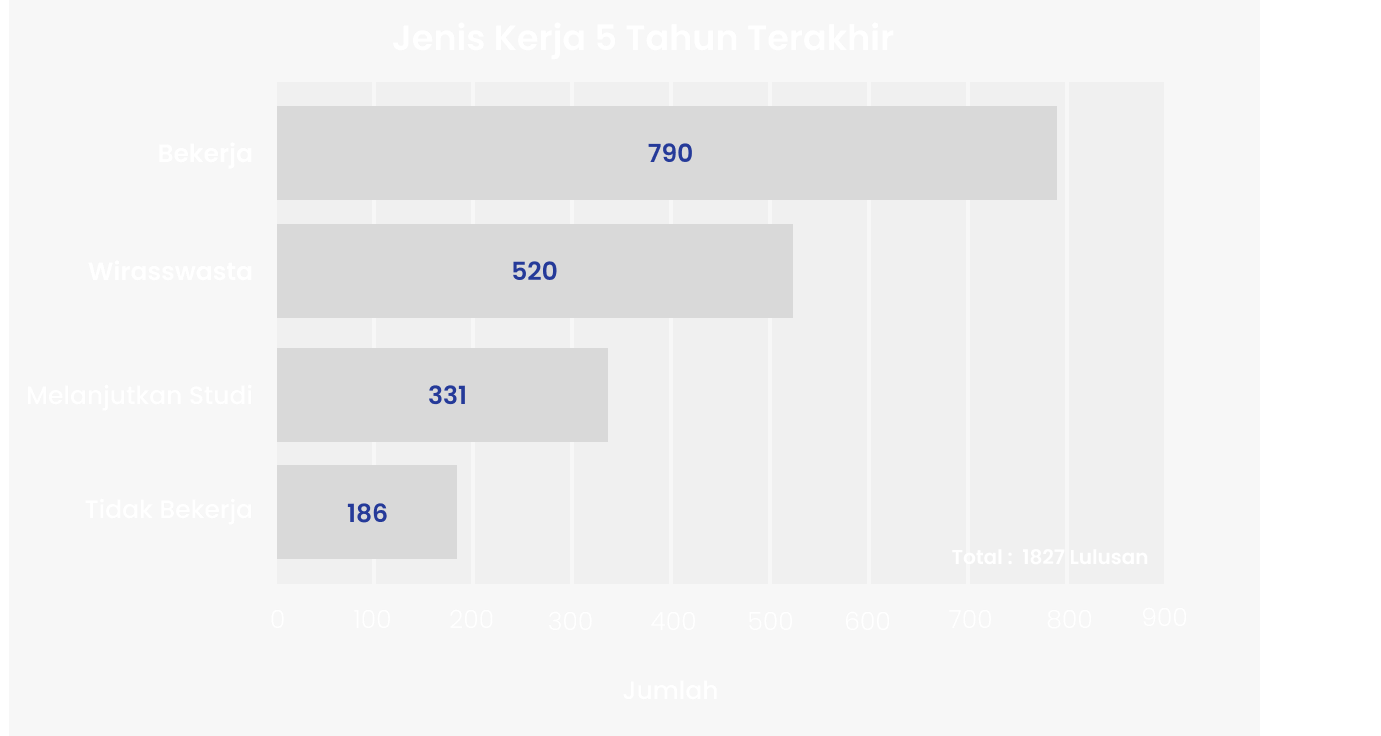 Jenis Kerja 5 Tahun Terakhir
Bekerja
790
Wirasswasta
520
Melanjutkan Studi
331
Tidak Bekerja
186
Total : 1827 Lulusan
0 100 200 300 400 500 600 700 800 900
Jumlah